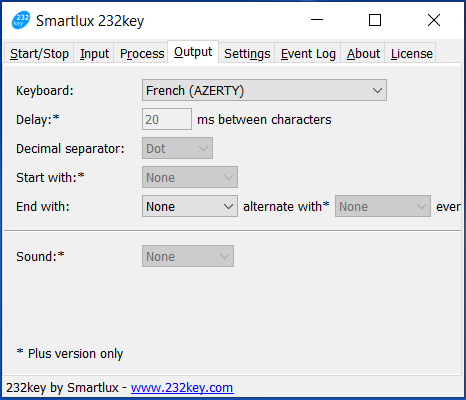 232 key Smartlux 232key
Start/Stop Input Process Output Settings Event Log About License
Keyboard: French (AZERTY)
Delay:* 20 ms between characters
Decimal separator: Dot
Start with:* None
End with: None alternate with* None ever
Sound:* None
* Plus version only
232key by Smartlux - www.232key.com